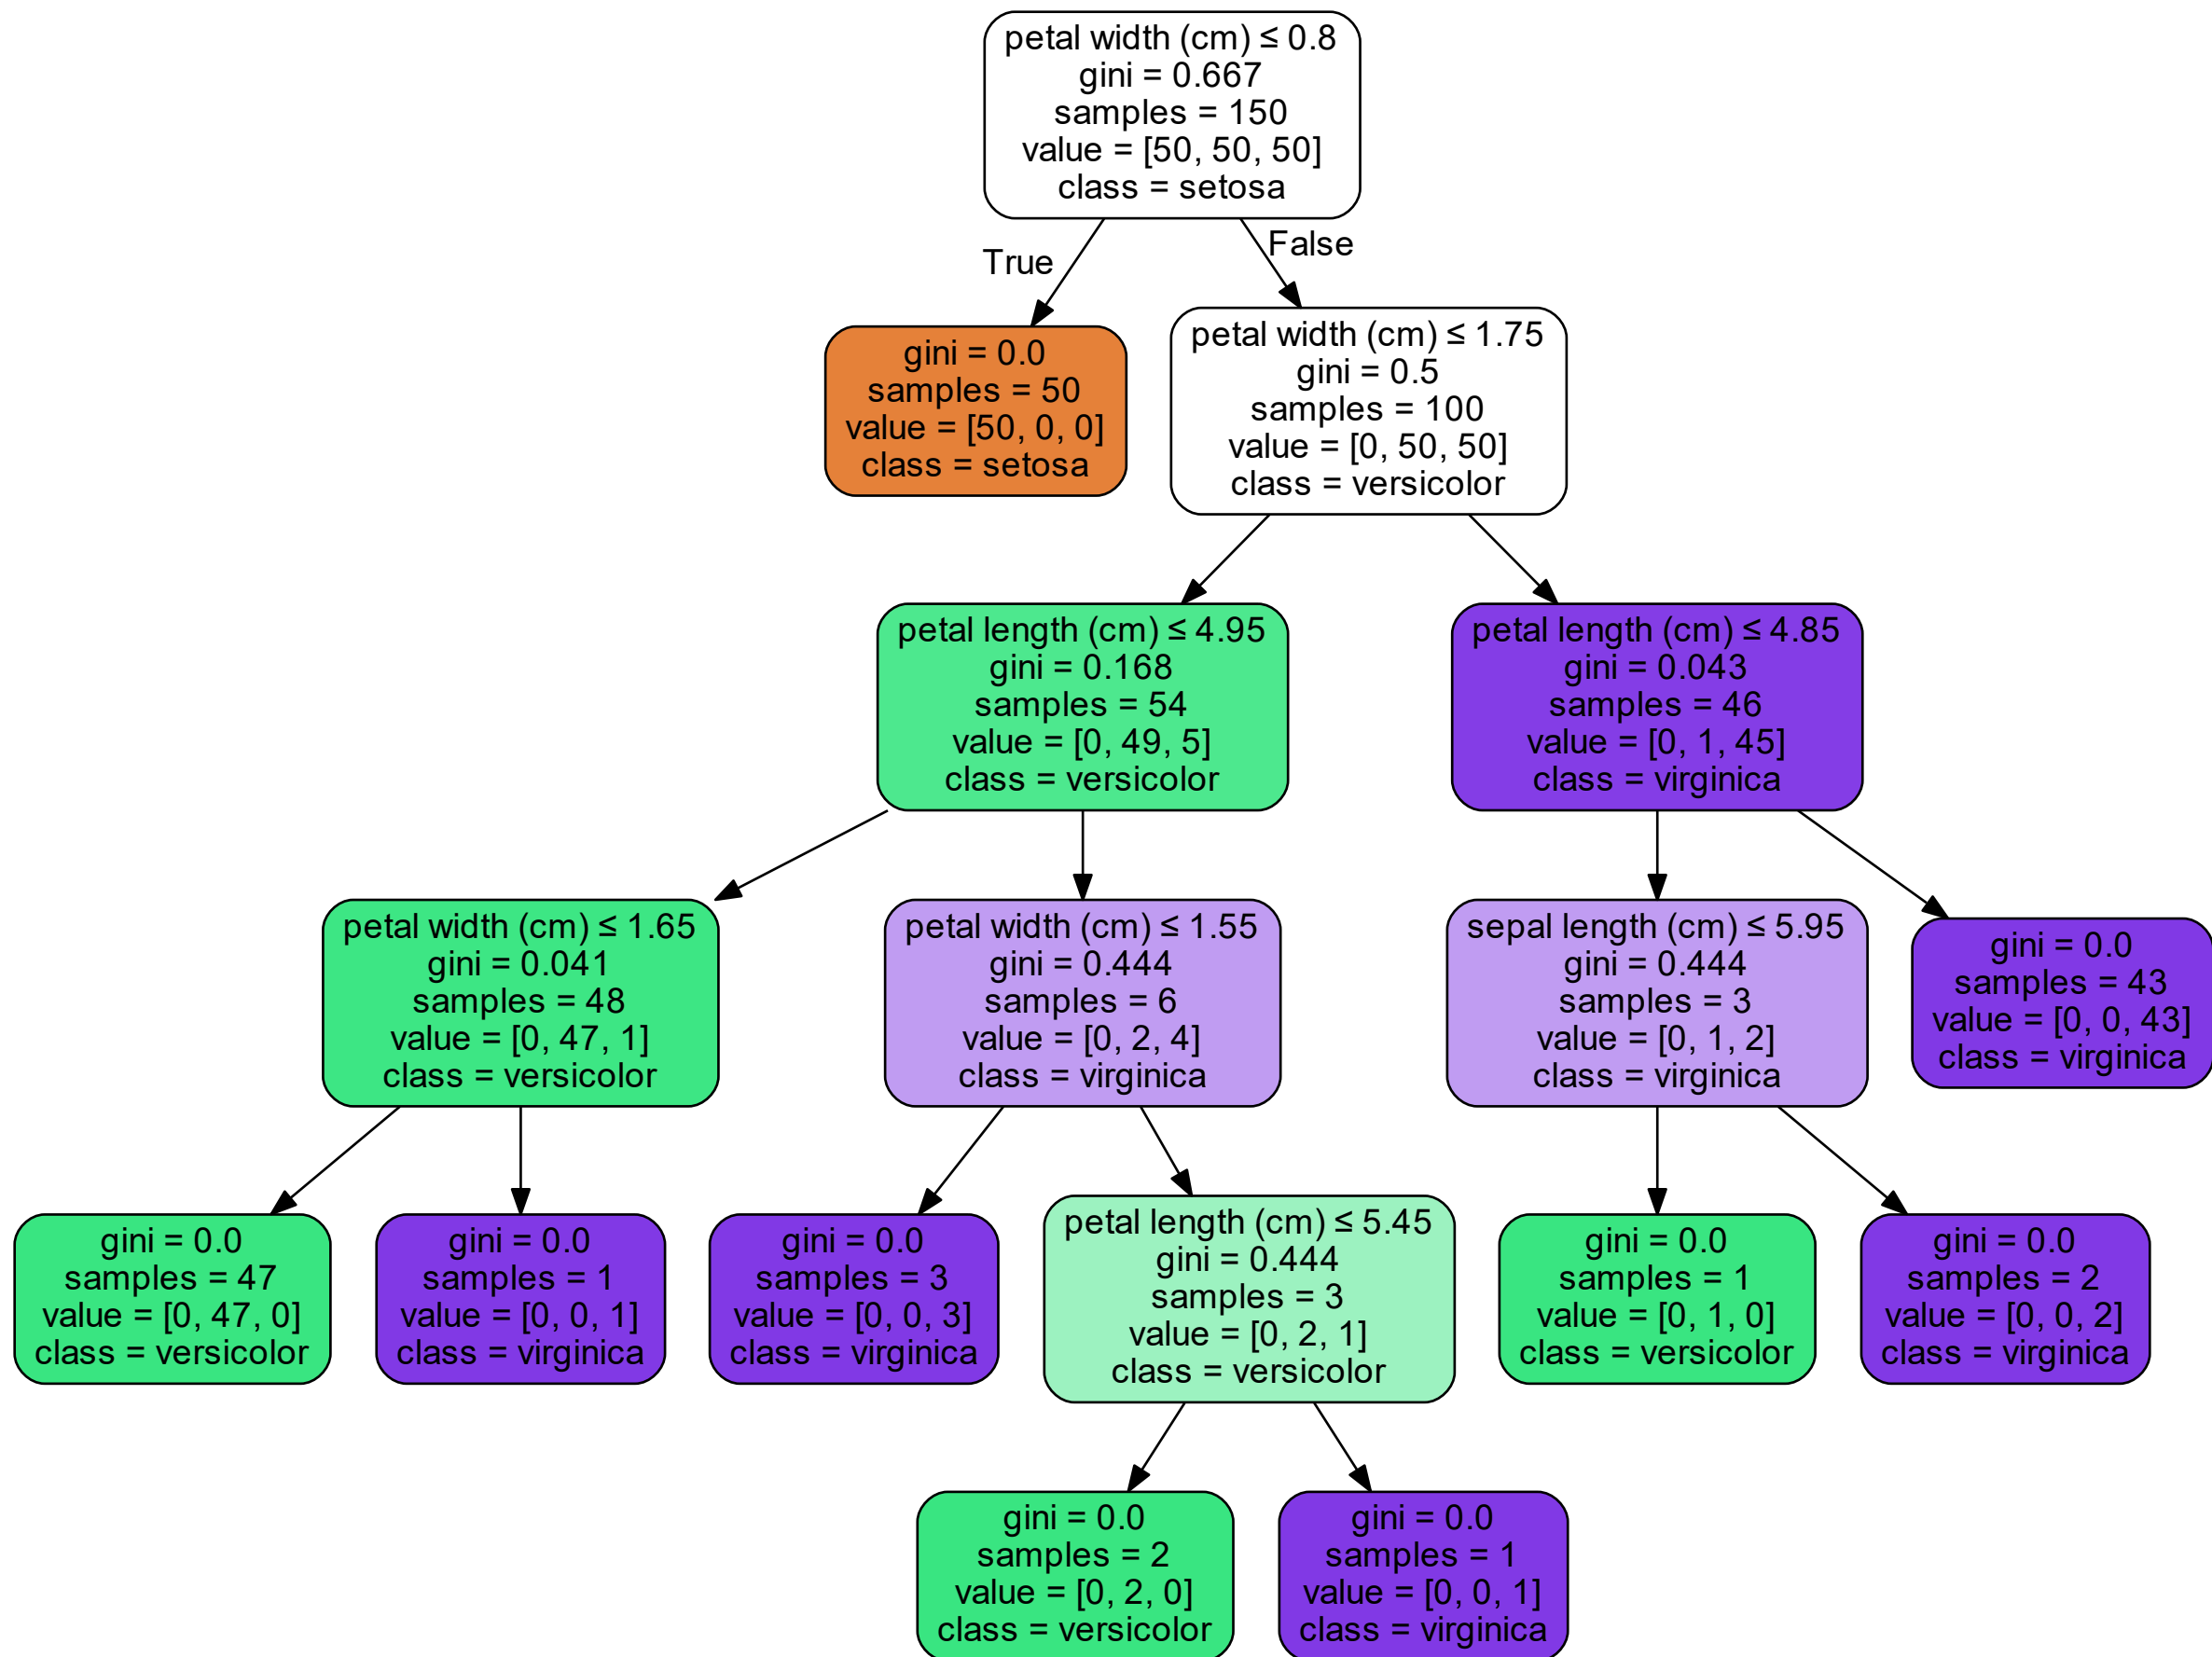 petal width (cm) ≤ 0.8
gini = 0.667
samples = 150
value = [50, 50, 50]
class = setosa
True
False
gini = 0.0
samples = 50
value = [50, 0, 0]
class = setosa
petal width (cm) ≤ 1.75
gini = 0.5
samples = 100
value = [0, 50, 50]
class = versicolor
petal length (cm) ≤ 4.95
gini = 0.168
samples = 54
value = [0, 49, 5]
class = versicolor
petal length (cm) ≤ 4.85
gini = 0.043
samples = 46
value = [0, 1, 45]
class = virginica
petal width (cm) ≤ 1.65
gini = 0.041
samples = 48
value = [0, 47, 1]
class = versicolor
petal width (cm) ≤ 1.55
gini = 0.444
samples = 6
value = [0, 2, 4]
class = virginica
sepal length (cm) ≤ 5.95
gini = 0.444
samples = 3
value = [0, 1, 2]
class = virginica
gini = 0.0
samples = 43
value = [0, 0, 43]
class = virginica
gini = 0.0
samples = 47
value = [0, 47, 0]
class = versicolor
gini = 0.0
samples = 1
value = [0, 0, 1]
class = virginica
gini = 0.0
samples = 3
value = [0, 0, 3]
class = virginica
petal length (cm) ≤ 5.45
gini = 0.444
samples = 3
value = [0, 2, 1]
class = versicolor
gini = 0.0
samples = 1
value = [0, 1, 0]
class = versicolor
gini = 0.0
samples = 2
value = [0, 0, 2]
class = virginica
gini = 0.0
samples = 2
value = [0, 2, 0]
class = versicolor
gini = 0.0
samples = 1
value = [0, 0, 1]
class = virginica